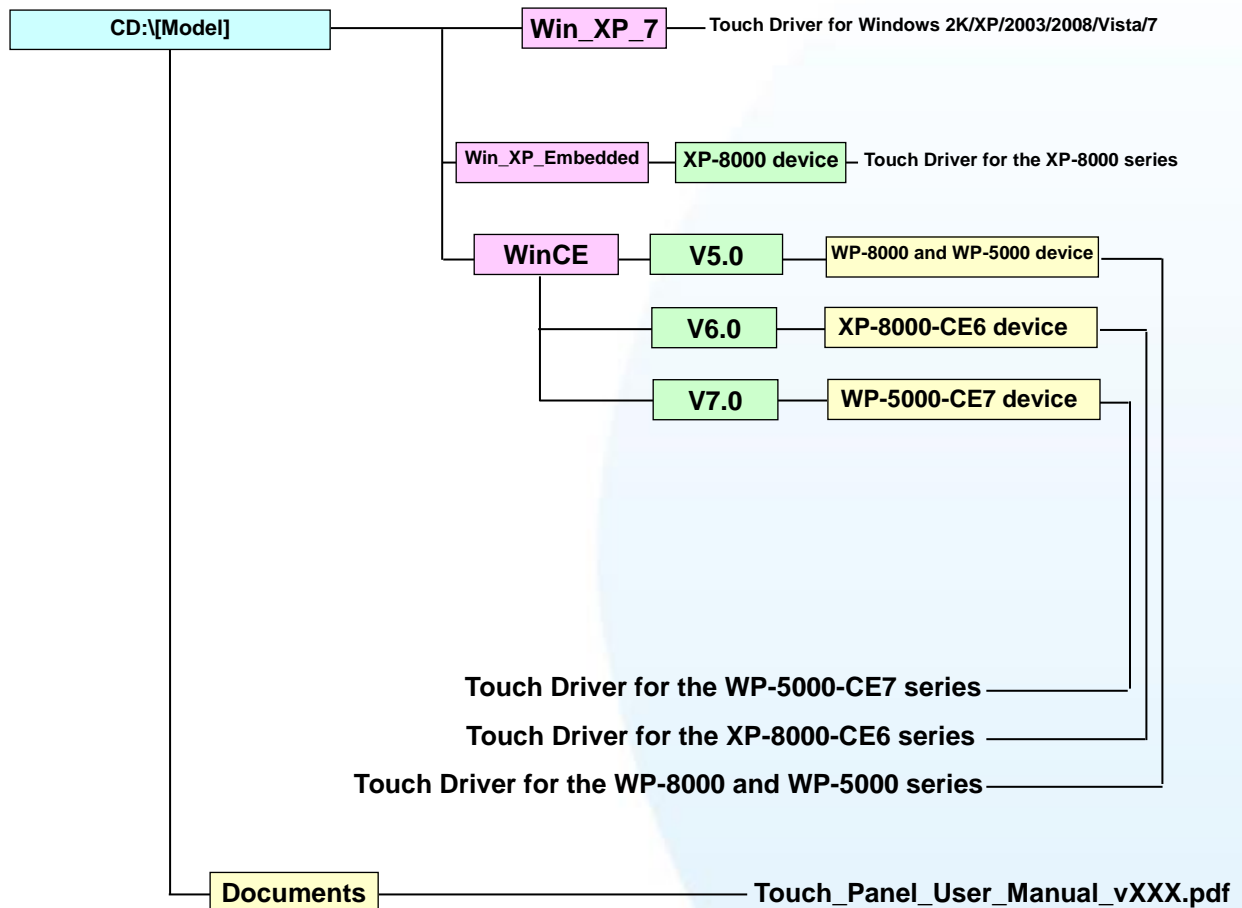 CD:\[Model]
Win_XP_7
Touch Driver for Windows 2K/XP/2003/2008/Vista/7
Win_XP_Embedded
XP-8000 device
Touch Driver for the XP-8000 series
WinCE
V5.0
WP-8000 and WP-5000 device
V6.0
XP-8000-CE6 device
V7.0
WP-5000-CE7 device
Touch Driver for the WP-5000-CE7 series
Touch Driver for the XP-8000-CE6 series
Touch Driver for the WP-8000 and WP-5000 series
Documents
Touch_Panel_User_Manual_vXXX.pdf